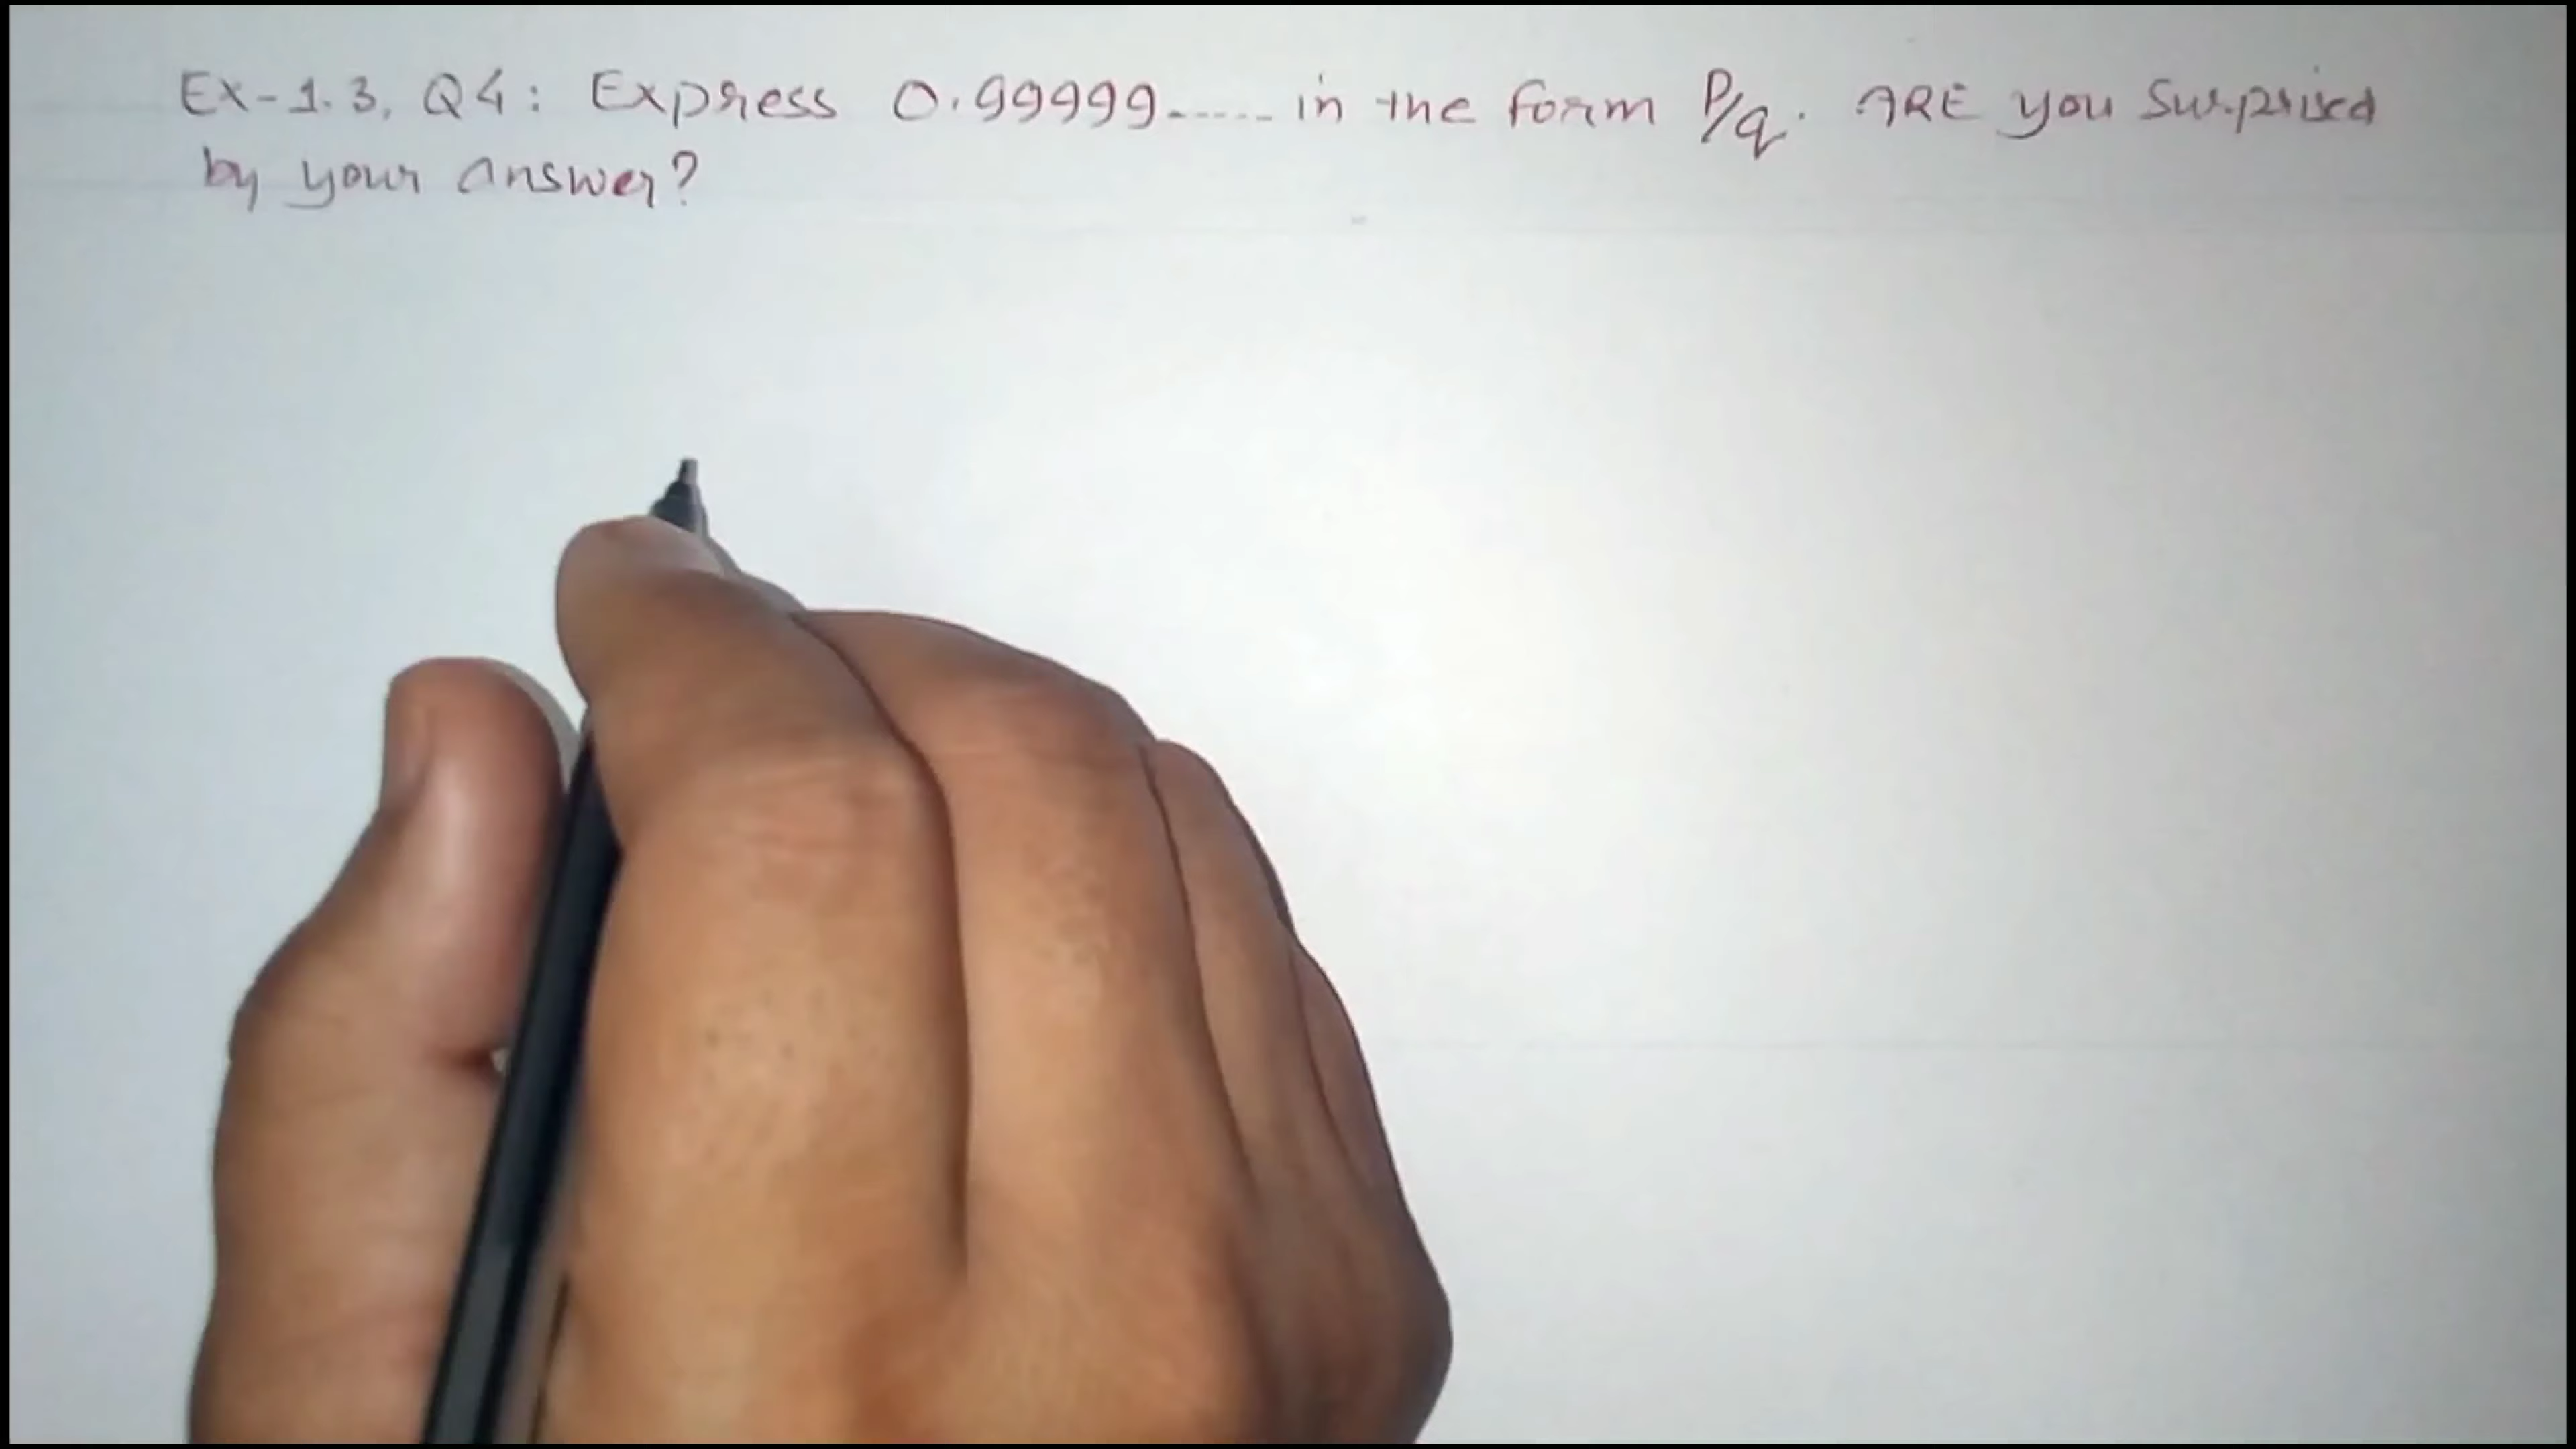 Ex-1.3, Q4: Express 0.99999...... in the form P/q. ARE you Surprised
by your answer?